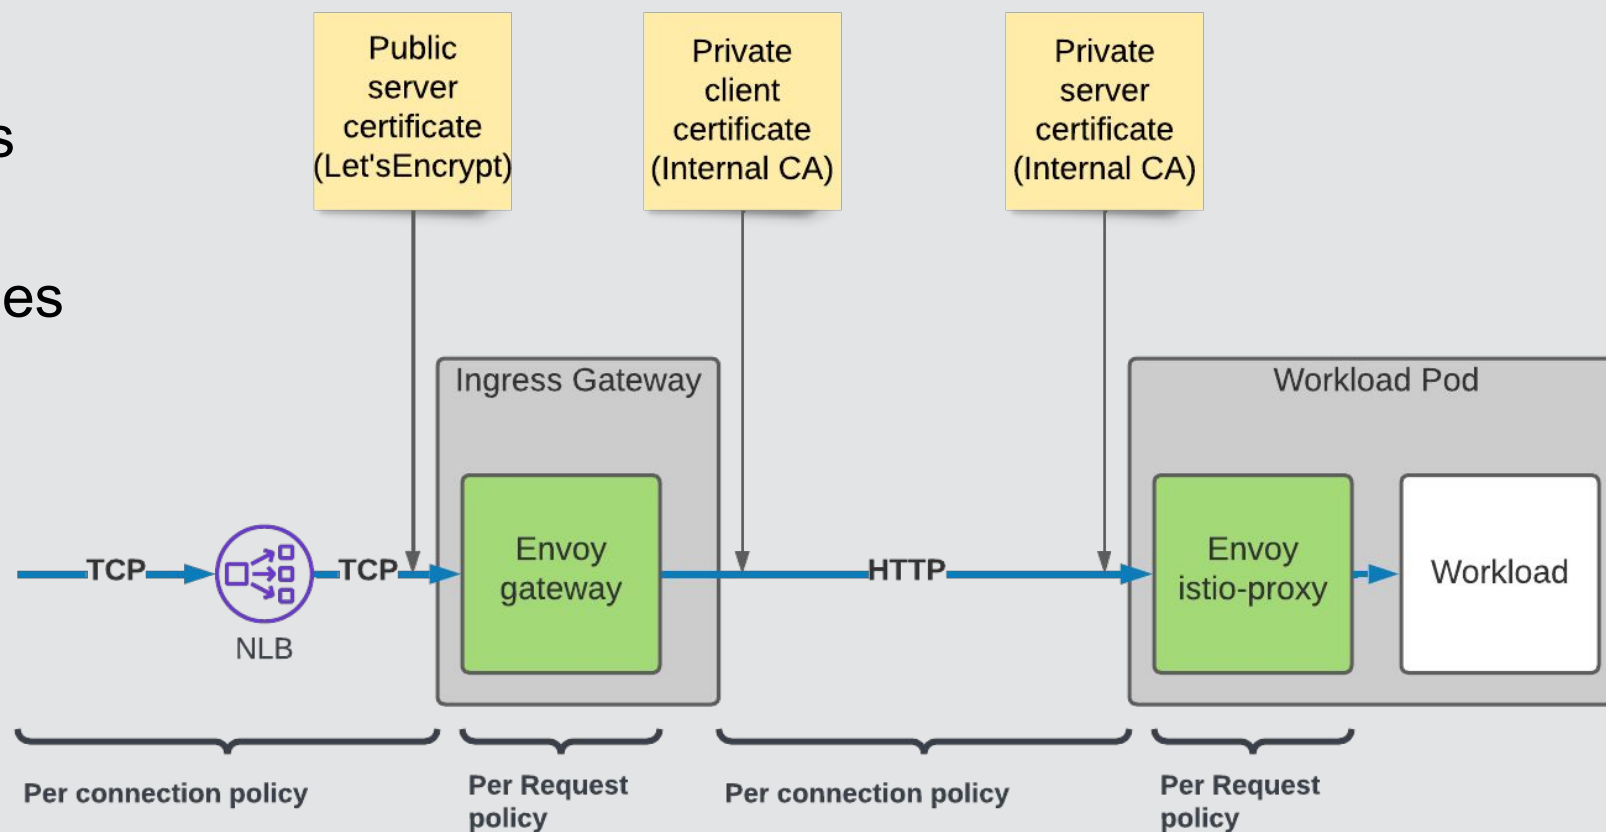 Public
server
certificate
(Let'sEncrypt)
Private
client
certificate
(Internal CA)
Private
server
certificate
(Internal CA)
s
es
Ingress Gateway
Workload Pod
TCP
NLB
TCP
Envoy
gateway
HTTP
Envoy
istio-proxy
Workload
Per connection policy
Per Request
policy
Per connection policy
Per Request
policy